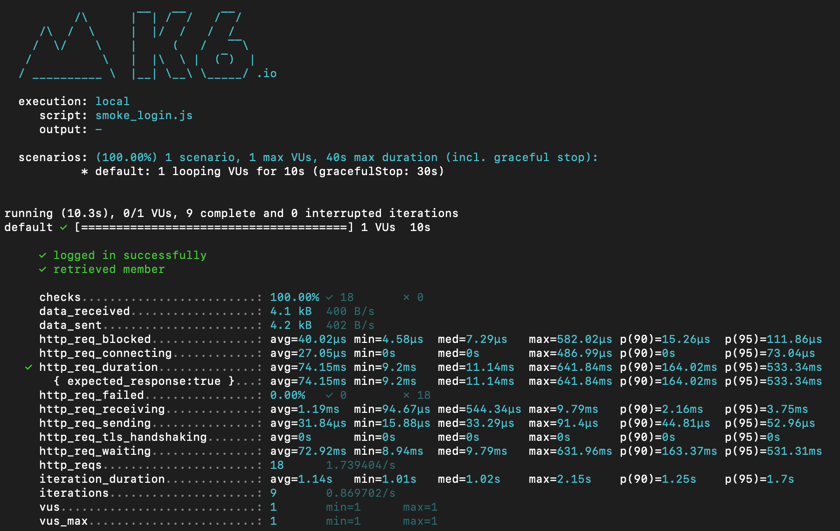 /\      |‾‾| /‾‾/   /‾‾/
/\  /  \     |  |/  /   /  /
/  \/    \    |     (   /   ‾‾\
/          \   |  |\  \ |  (‾)  |
/ __________ \  |__| \__\ \_____/ .io
execution: local
script: smoke_login.js
output: -
scenarios: (100.00%) 1 scenario, 1 max VUs, 40s max duration (incl. graceful stop):
* default: 1 looping VUs for 10s (gracefulStop: 30s)
running (10.3s), 0/1 VUs, 9 complete and 0 interrupted iterations
default ✓ [======================================] 1 VUs  10s
✓ logged in successfully
✓ retrieved member
checks.........................: 100.00% ✓ 18       ✗ 0
data_received..................: 4.1 kB  400 B/s
data_sent......................: 4.2 kB  402 B/s
http_req_blocked...............: avg=40.02µs min=4.58µs  med=7.29µs   max=582.02µs p(90)=15.26µs  p(95)=111.86µs
http_req_connecting............: avg=27.05µs min=0s      med=0s       max=486.99µs p(90)=0s       p(95)=73.04µs
✓ http_req_duration..............: avg=74.15ms min=9.2ms   med=11.14ms  max=641.84ms p(90)=164.02ms p(95)=533.34ms
{ expected_response:true }...: avg=74.15ms min=9.2ms   med=11.14ms  max=641.84ms p(90)=164.02ms p(95)=533.34ms
http_req_failed................: 0.00%   ✓ 0        ✗ 18
http_req_receiving.............: avg=1.19ms  min=94.67µs med=544.34µs max=9.79ms   p(90)=2.16ms   p(95)=3.75ms
http_req_sending...............: avg=31.84µs min=15.88µs med=33.29µs  max=91.4µs   p(90)=44.81µs  p(95)=52.96µs
http_req_tls_handshaking.......: avg=0s      min=0s      med=0s       max=0s       p(90)=0s       p(95)=0s
http_req_waiting...............: avg=72.92ms min=8.94ms  med=9.79ms   max=631.96ms p(90)=163.37ms p(95)=531.31ms
http_reqs......................: 18      1.739404/s
iteration_duration.............: avg=1.14s   min=1.01s   med=1.02s    max=2.15s    p(90)=1.25s    p(95)=1.7s
iterations.....................: 9       0.869702/s
vus............................: 1       min=1      max=1
vus_max........................: 1       min=1      max=1